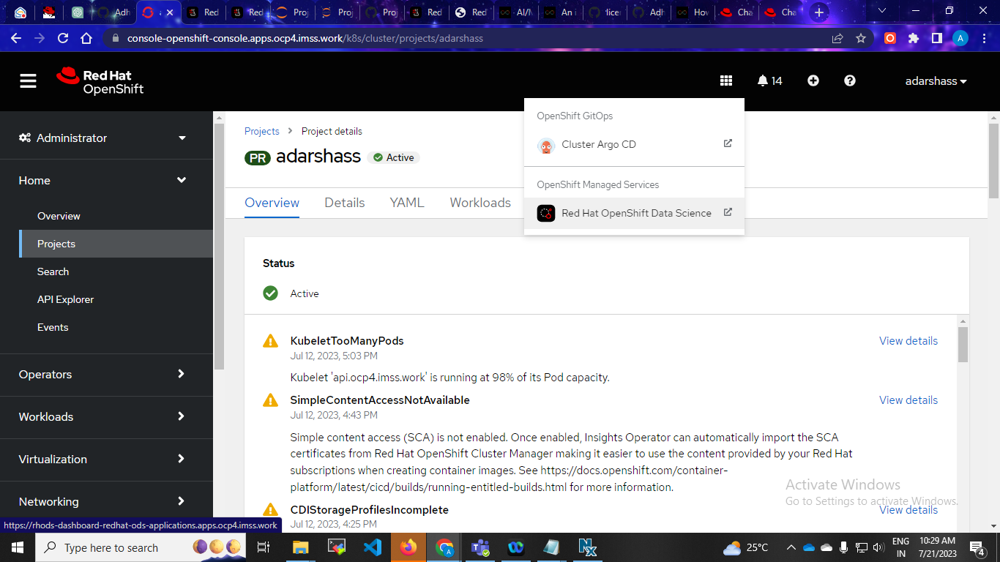 Adh
a
Red
Red
Proj
Proj
Proj
Red
Red
AI/M
An i
licer
Adh
How
Cha
Cha
console-openshift-console.apps.ocp4.imss.work/k8s/cluster/projects/adarshass
A
Red Hat
OpenShift
14
adarshass
OpenShift GitOps
Cluster Argo CD
OpenShift Managed Services
Red Hat OpenShift Data Science
Administrator
Home
Overview
Projects
Search
API Explorer
Events
Operators
Workloads
Virtualization
Networking
Projects > Project details
PR adarshass Active
Overview Details YAML Workloads
Status
Active
KubeletTooManyPods View details
Jul 12, 2023, 5:03 PM
Kubelet 'api.ocp4.imss.work' is running at 98% of its Pod capacity.
SimpleContentAccessNotAvailable View details
Jul 12, 2023, 4:43 PM
Simple content access (SCA) is not enabled. Once enabled, Insights Operator can automatically import the SCA
certificates from Red Hat OpenShift Cluster Manager making it easier to use the content provided by your Red Hat
subscriptions when creating container images. See https://docs.openshift.com/container-
platform/latest/cicd/builds/running-entitled-builds.html for more information.
CDIStorageProfilesIncomplete View details
Jul 12, 2023, 4:25 PM
Activate Windows
Go to Settings to activate Windows.
https://rhods-dashboard-redhat-ods-applications.apps.ocp4.imss.work
Type here to search
25°C
ENG
IN
10:29 AM
7/21/2023
4